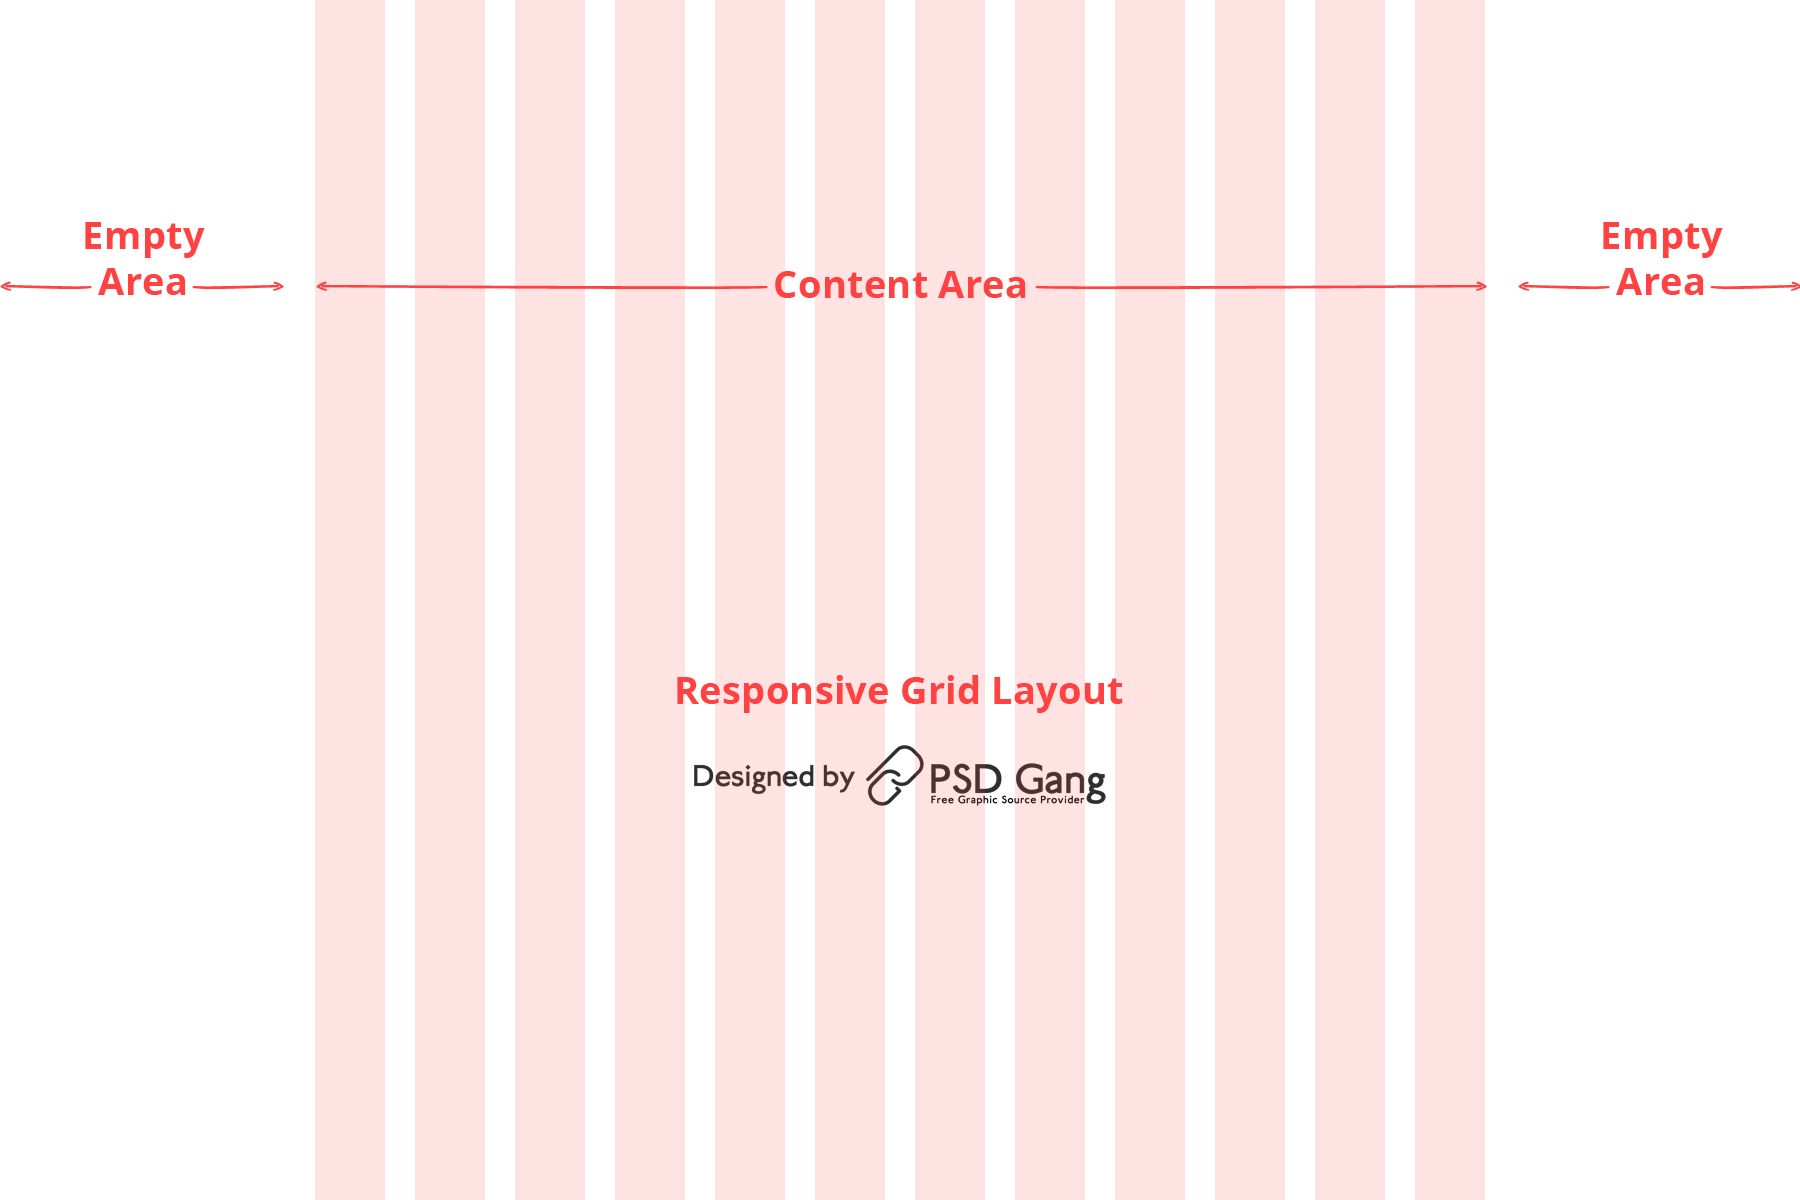 Empty
Area
Content Area
Empty
Area
Responsive Grid Layout
Designed by PSD Gang
Free Graphic Source Provider